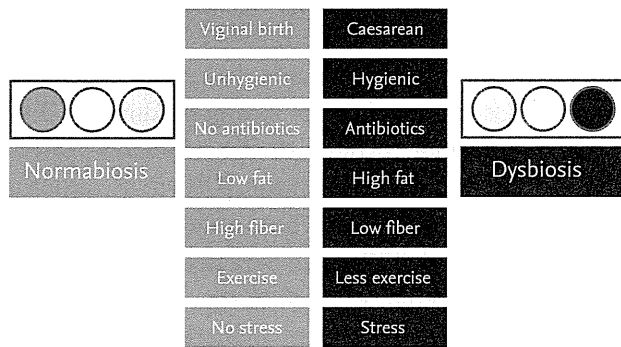 Viginal birth
Caesarean
Unhygienic
Hygienic
No antibiotics
Antibiotics
Normabiosis
Dysbiosis
Low fat
High fat
High fiber
Low fiber
Exercise
Less exercise
No stress
Stress